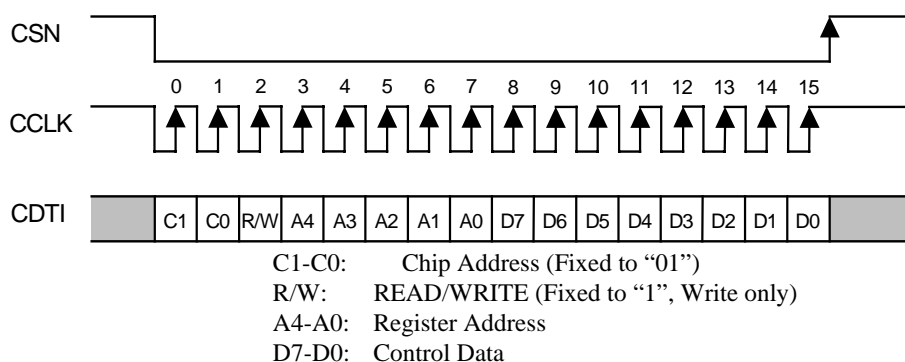 CSN
0 1 2 3 4 5 6 7 8 9 10 11 12 13 14 15
CCLK
CDTI
C1 C0 R/W A4 A3 A2 A1 A0 D7 D6 D5 D4 D3 D2 D1 D0
C1-C0: Chip Address (Fixed to “01”)
R/W: READ/WRITE (Fixed to “1”, Write only)
A4-A0: Register Address
D7-D0: Control Data